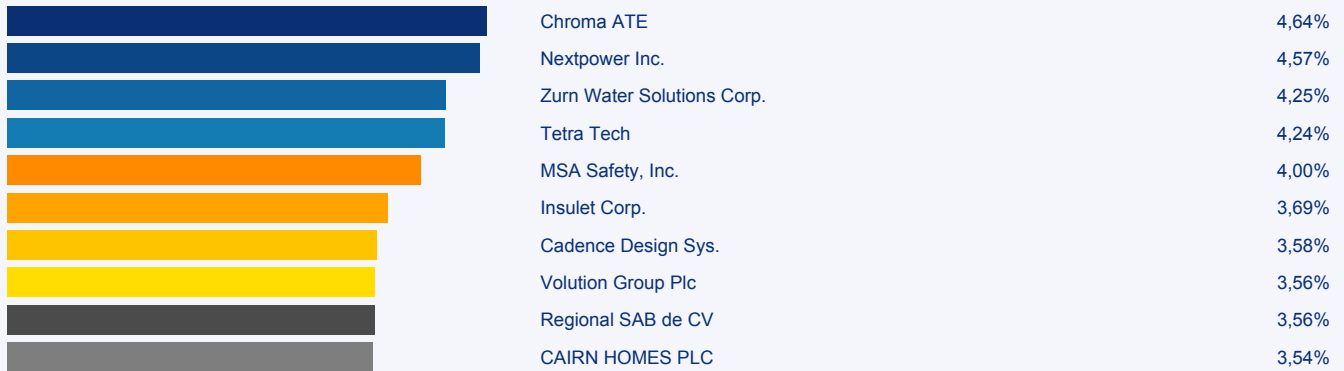 Chroma ATE 4,64%
Nextpower Inc. 4,57%
Zurn Water Solutions Corp. 4,25%
Tetra Tech 4,24%
MSA Safety, Inc. 4,00%
Insulet Corp. 3,69%
Cadence Design Sys. 3,58%
Volution Group Plc 3,56%
Regional SAB de CV 3,56%
CAIRN HOMES PLC 3,54%